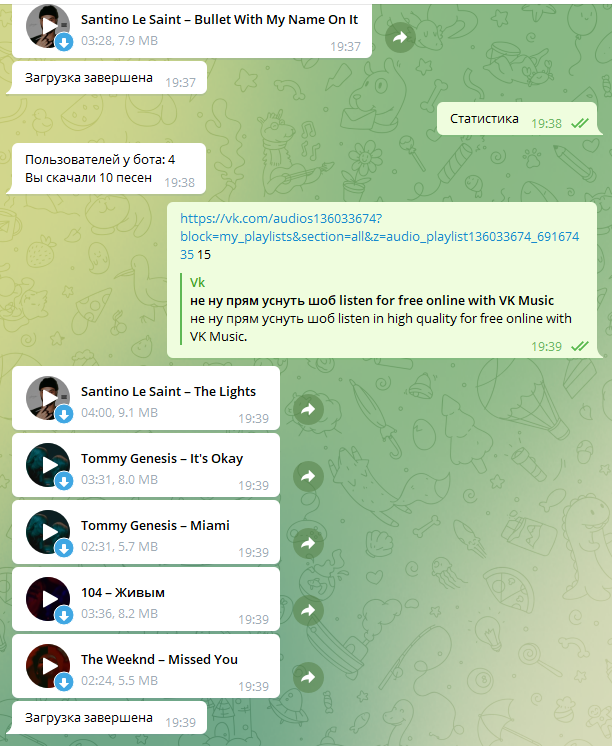 Santino Le Saint – Bullet With My Name On It
03:28, 7.9 MB
19:37
Загрузка завершена 19:37
Статистика 19:38
Пользователей у бота: 4
Вы скачали 10 песен 19:38
https://vk.com/audios136033674?
block=my_playlists&section=all&z=audio_playlist136033674_691674
35 15
Vk
не ну прям уснуть шоб listen for free online with VK Music
не ну прям уснуть шоб listen in high quality for free online with
VK Music.
19:39
Santino Le Saint – The Lights
04:00, 9.1 MB
19:39
Tommy Genesis – It's Okay
03:31, 8.0 MB
19:39
Tommy Genesis – Miami
02:31, 5.7 MB
19:39
104 – Живым
03:36, 8.2 MB
19:39
The Weeknd – Missed You
02:24, 5.5 MB
19:39
Загрузка завершена 19:39